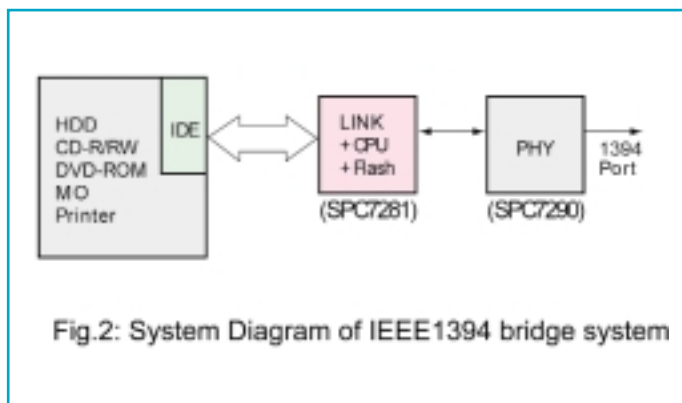 HDD
CD-R/RW
DVD-ROM
MO
Printer
IDE
LINK
+ CPU
+ Flash
(SPC7281)
PHY
(SPC7290)
1394
Port
Fig.2: System Diagram of IEEE1394 bridge system